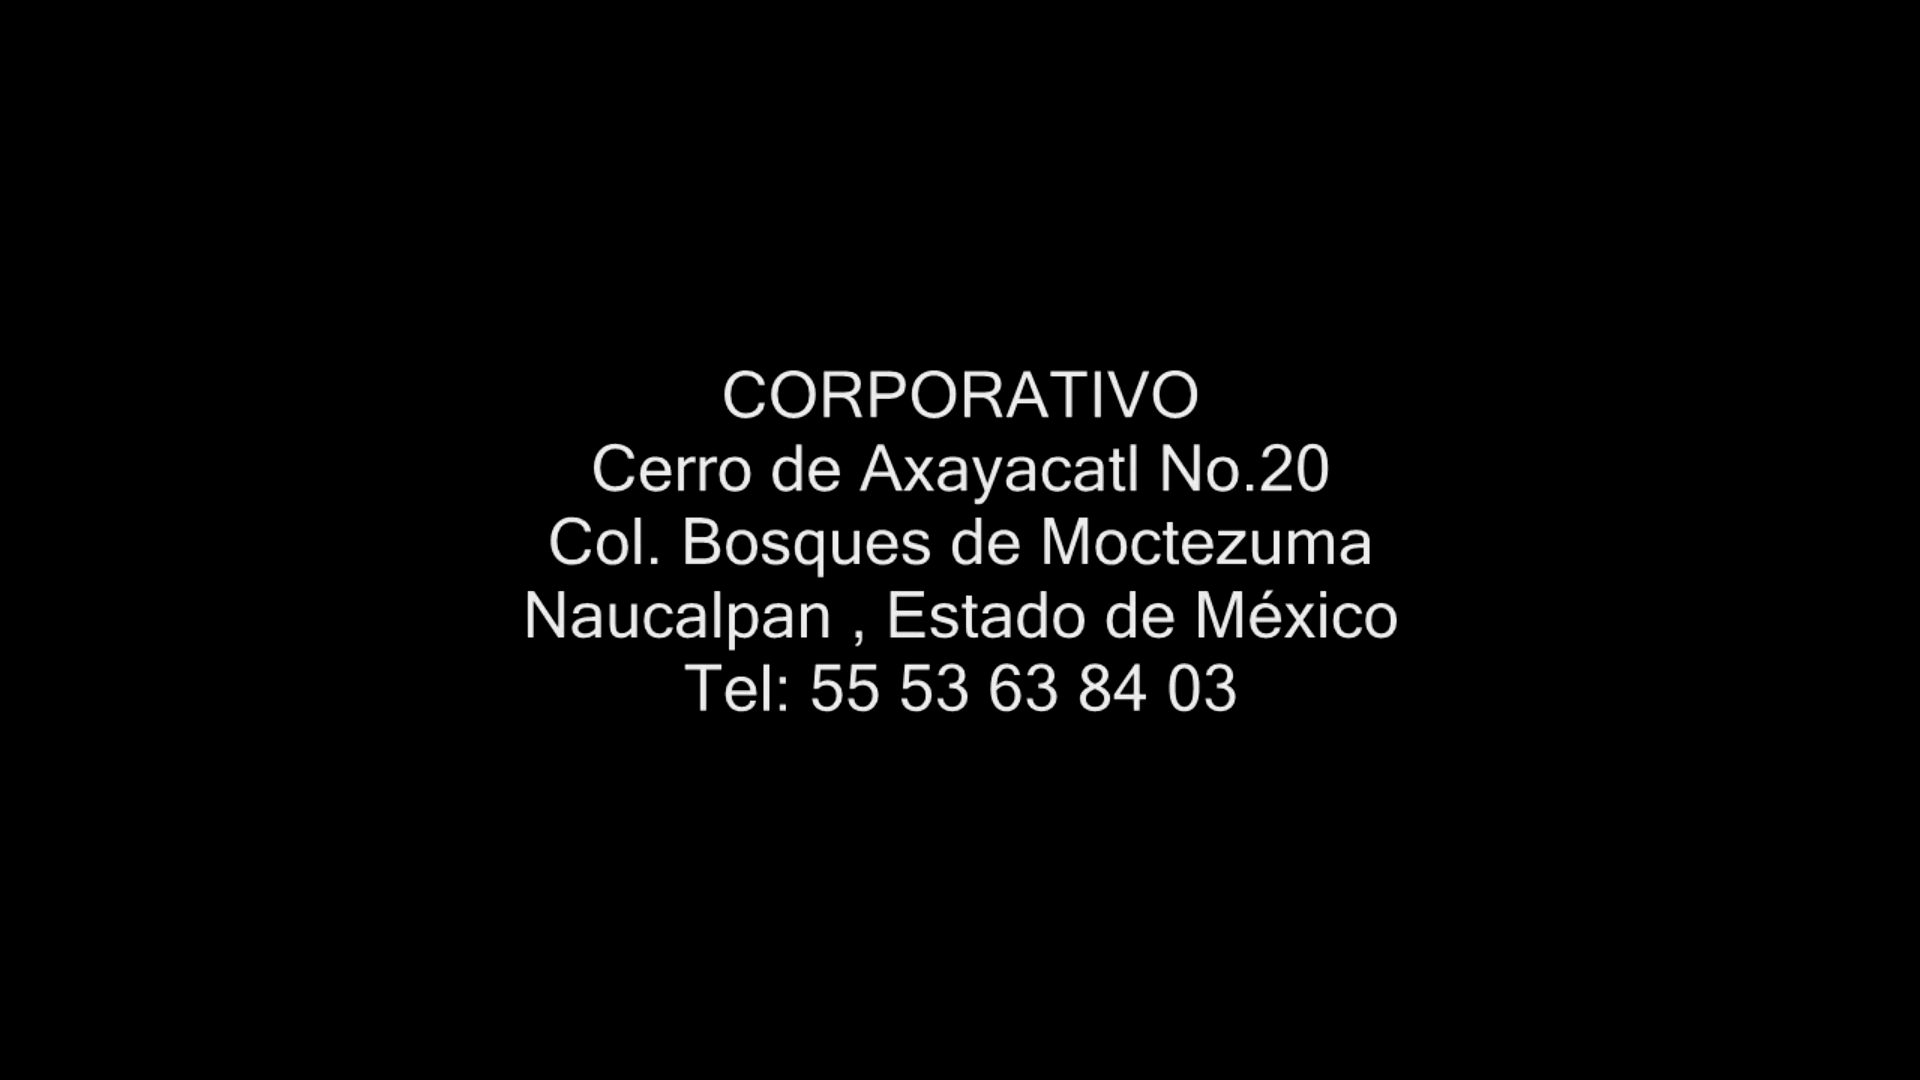 CORPORATIVO
Cerro de Axayacatl No.20
Col. Bosques de Moctezuma
Naucalpan , Estado de México
Tel: 55 53 63 84 03